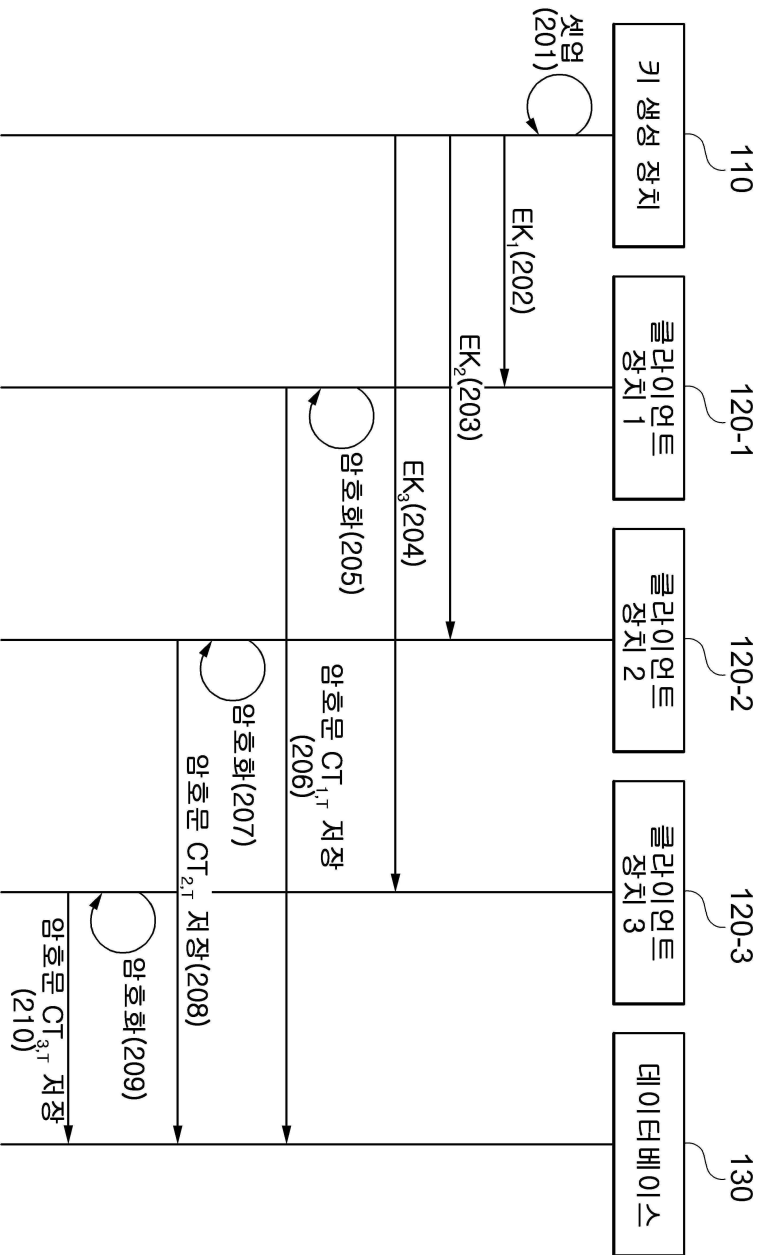 110
120-1
120-2
120-3
130
키 생성 장치
클라이언트
장치 1
클라이언트
장치 2
클라이언트
장치 3
데이터베이스
셋업
(201)
EK₁(202)
EK₂(203)
EK₃(204)
암호화(205)
암호문 CT₁,T 저장
(206)
암호화(207)
암호문 CT₂,T 저장(208)
암호화(209)
암호문 CT₃,T 저장
(210)